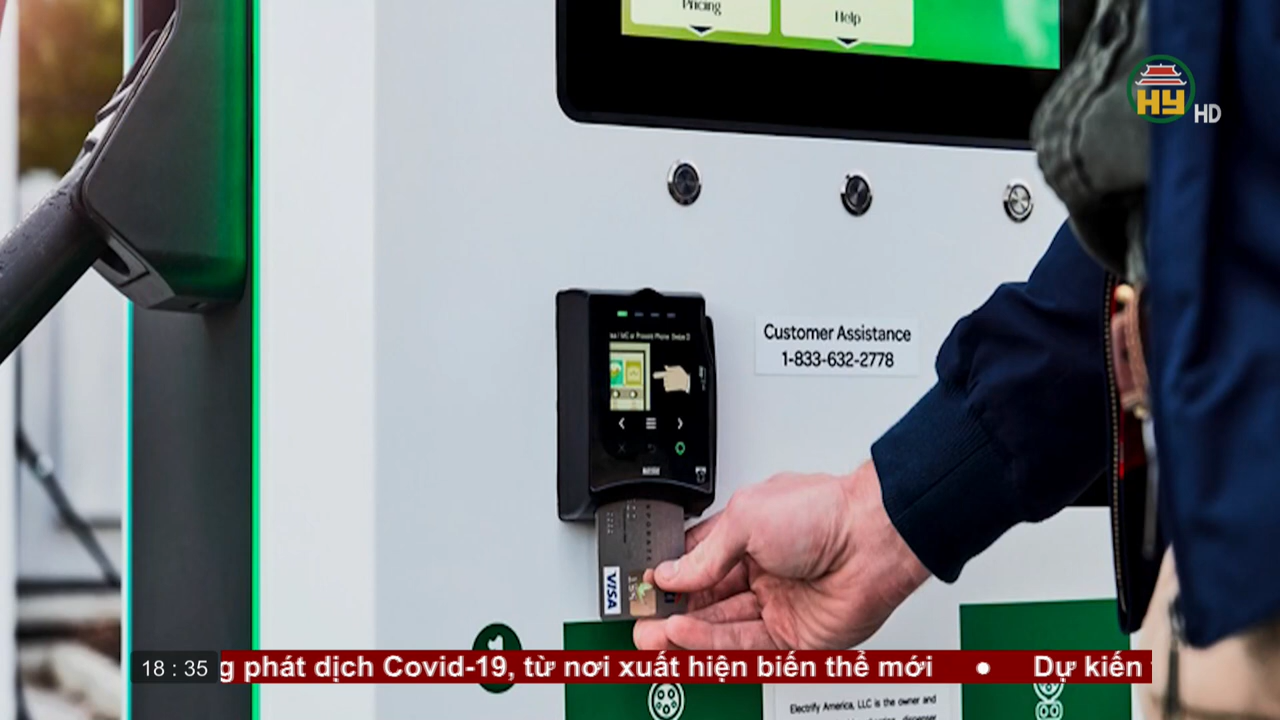 Pricing
Help
HY
HD
Customer Assistance
1-833-632-2778
VISA
18 : 35
g phát dịch Covid-19, từ nơi xuất hiện biến thể mới ● Dự kiến
Electrify America, LLC is the owner and